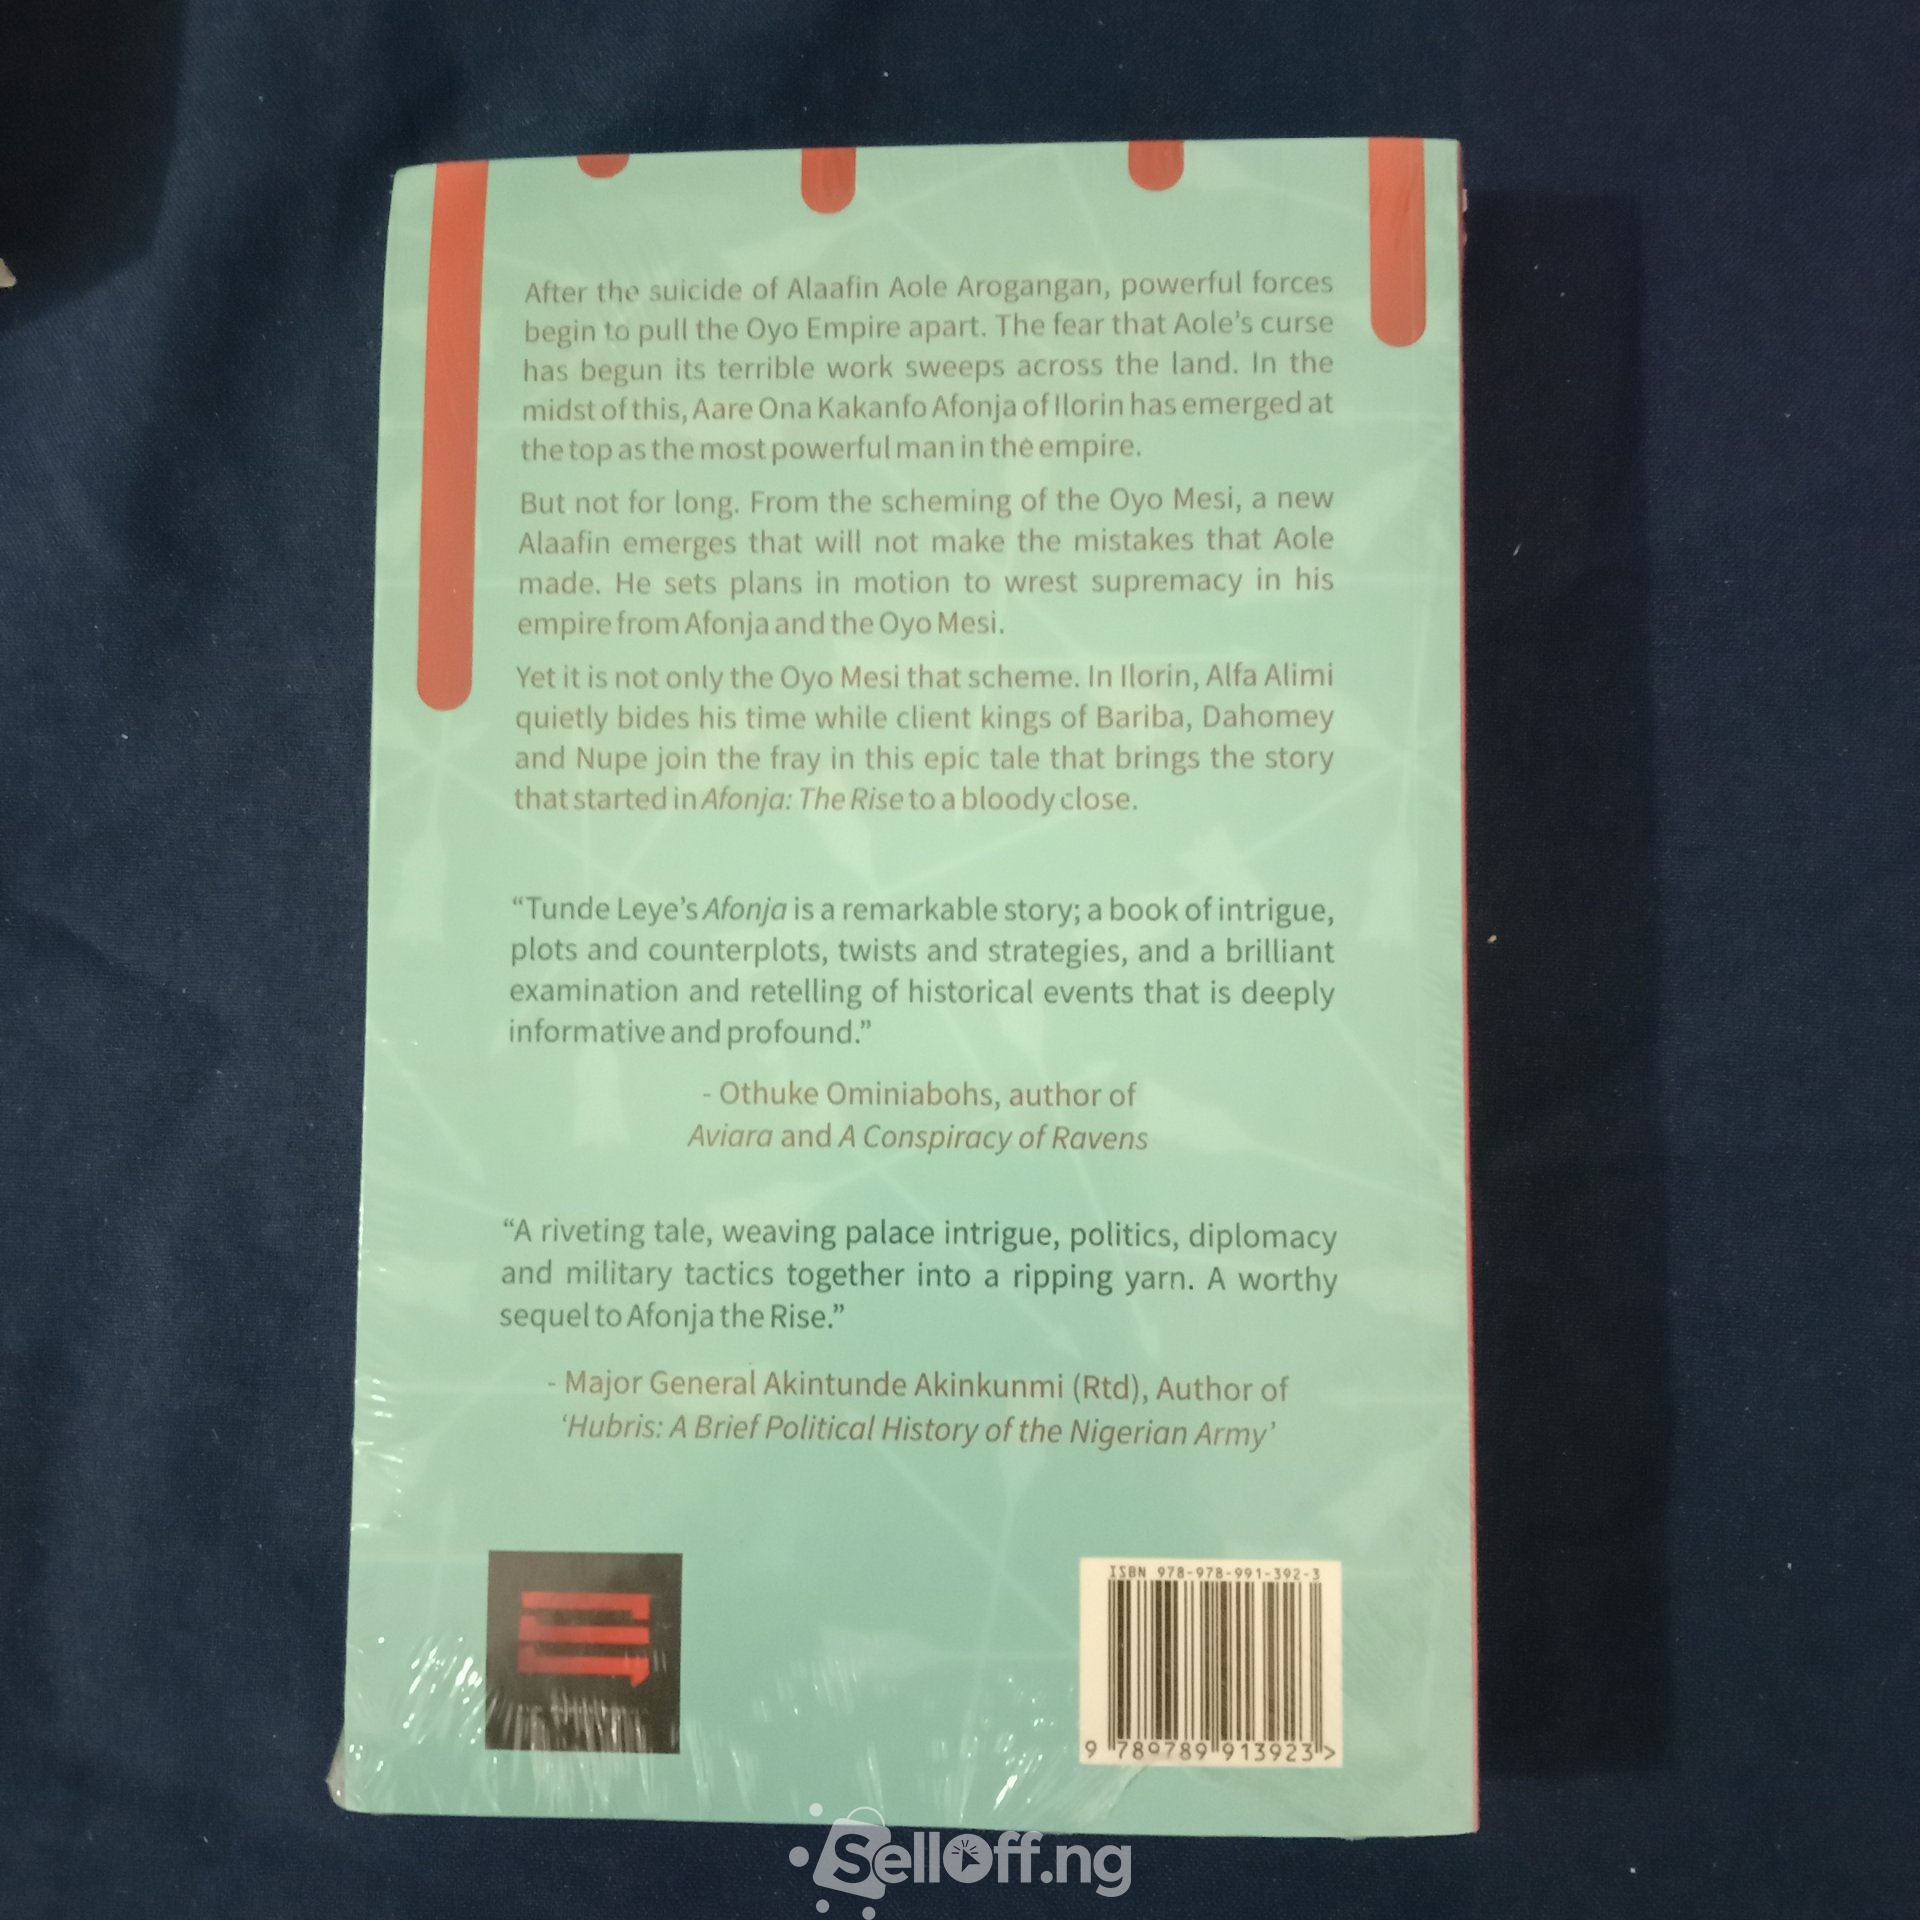 After the suicide of Alaafin Aole Arogangan, powerful forces
begin to pull the Oyo Empire apart. The fear that Aole's curse
has begun its terrible work sweeps across the land. In the
midst of this, Aare Ona Kakanfo Afonja of Ilorin has emerged at
the top as the most powerful man in the empire.
But not for long. From the scheming of the Oyo Mesi, a new
Alaafin emerges that will not make the mistakes that Aole
made. He sets plans in motion to wrest supremacy in his
empire from Afonja and the Oyo Mesi.
Yet it is not only the Oyo Mesi that scheme. In Ilorin, Alfa Alimi
quietly bides his time while client kings of Bariba, Dahomey
and Nupe join the fray in this epic tale that brings the story
that started in Afonja: The Rise to a bloody close.
“Tunde Leye's Afonja is a remarkable story; a book of intrigue,
plots and counterplots, twists and strategies, and a brilliant
examination and retelling of historical events that is deeply
informative and profound.”
- Othuke Ominiabohs, author of
Aviara and A Conspiracy of Ravens
“A riveting tale, weaving palace intrigue, politics, diplomacy
and military tactics together into a ripping yarn. A worthy
sequel to Afonja the Rise.”
- Major General Akintunde Akinkunmi (Rtd), Author of
‘Hubris: A Brief Political History of the Nigerian Army’
ISBN 978-978-991-392-3
9 789789 913923 >
SellOff.ng